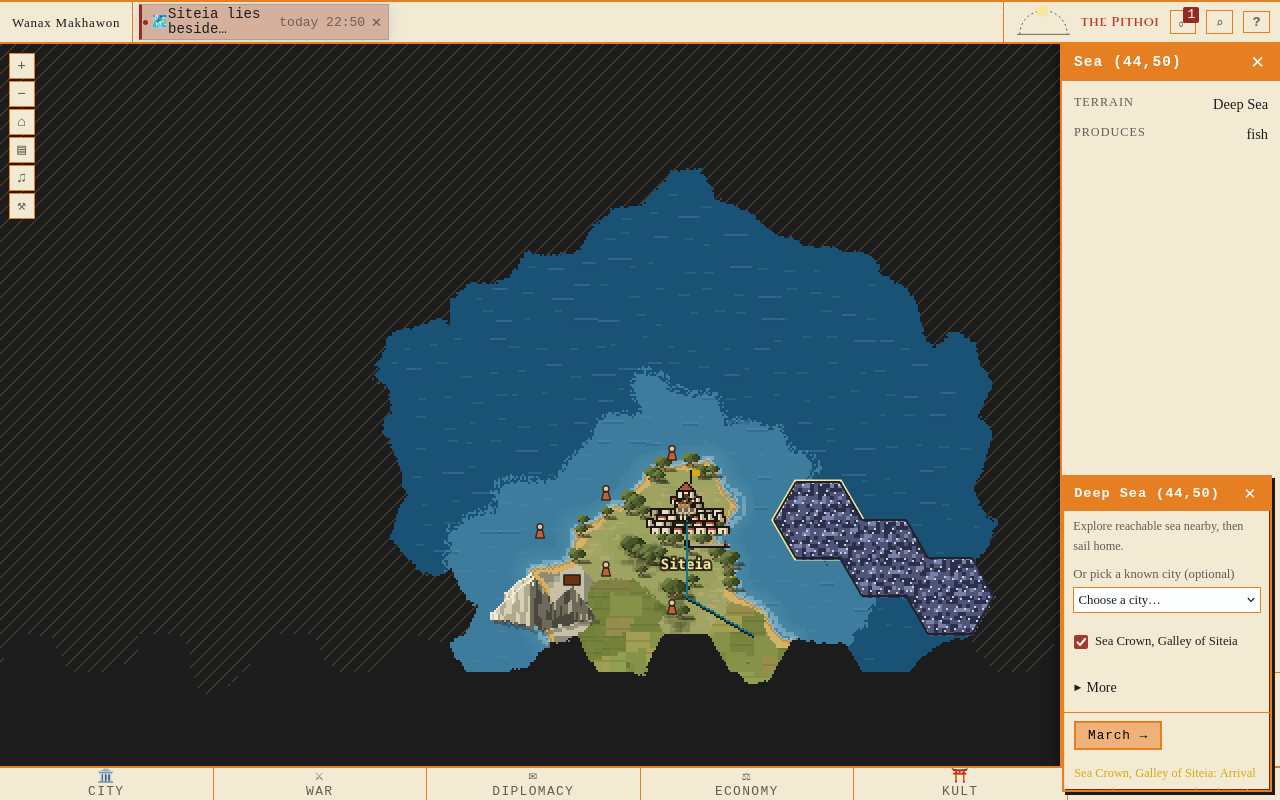 Wanax Makhawon
Siteia lies beside…
today 22:50 ✕
THE PITHOI
1
?
+
−
Sea (44,50) ✕
TERRAIN Deep Sea
PRODUCES fish
Siteia
Deep Sea (44,50) ✕
Explore reachable sea nearby, then
sail home.
Or pick a known city (optional)
Choose a city…
Sea Crown, Galley of Siteia
▸ More
March →
Sea Crown, Galley of Siteia: Arrival
CITY
WAR
DIPLOMACY
ECONOMY
KULT